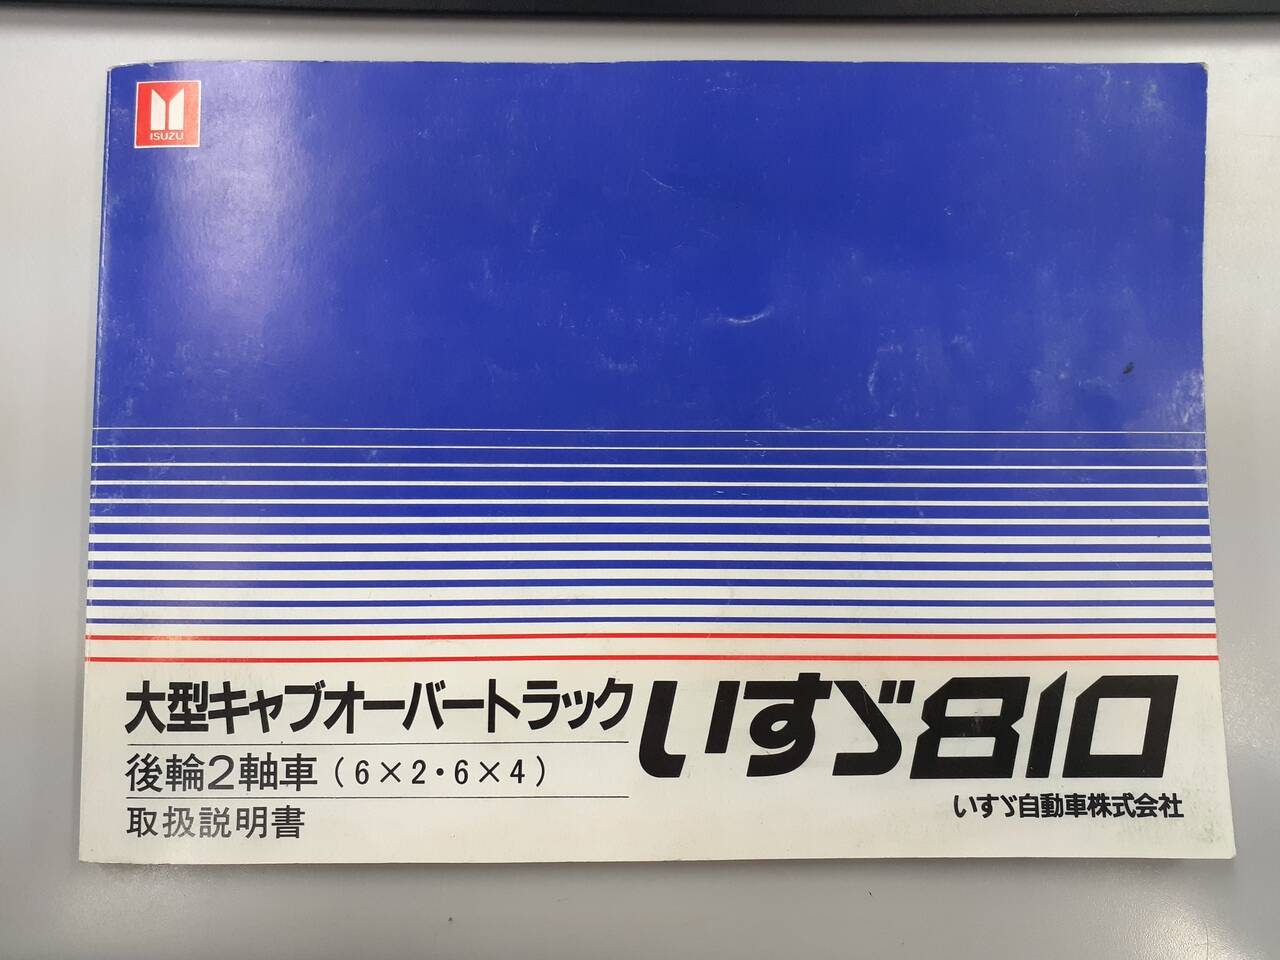 ISUZU
大型キャブオーバートラック
いすゞ810
後輪2軸車(6×2・6×4)
取扱説明書
いすゞ自動車株式会社